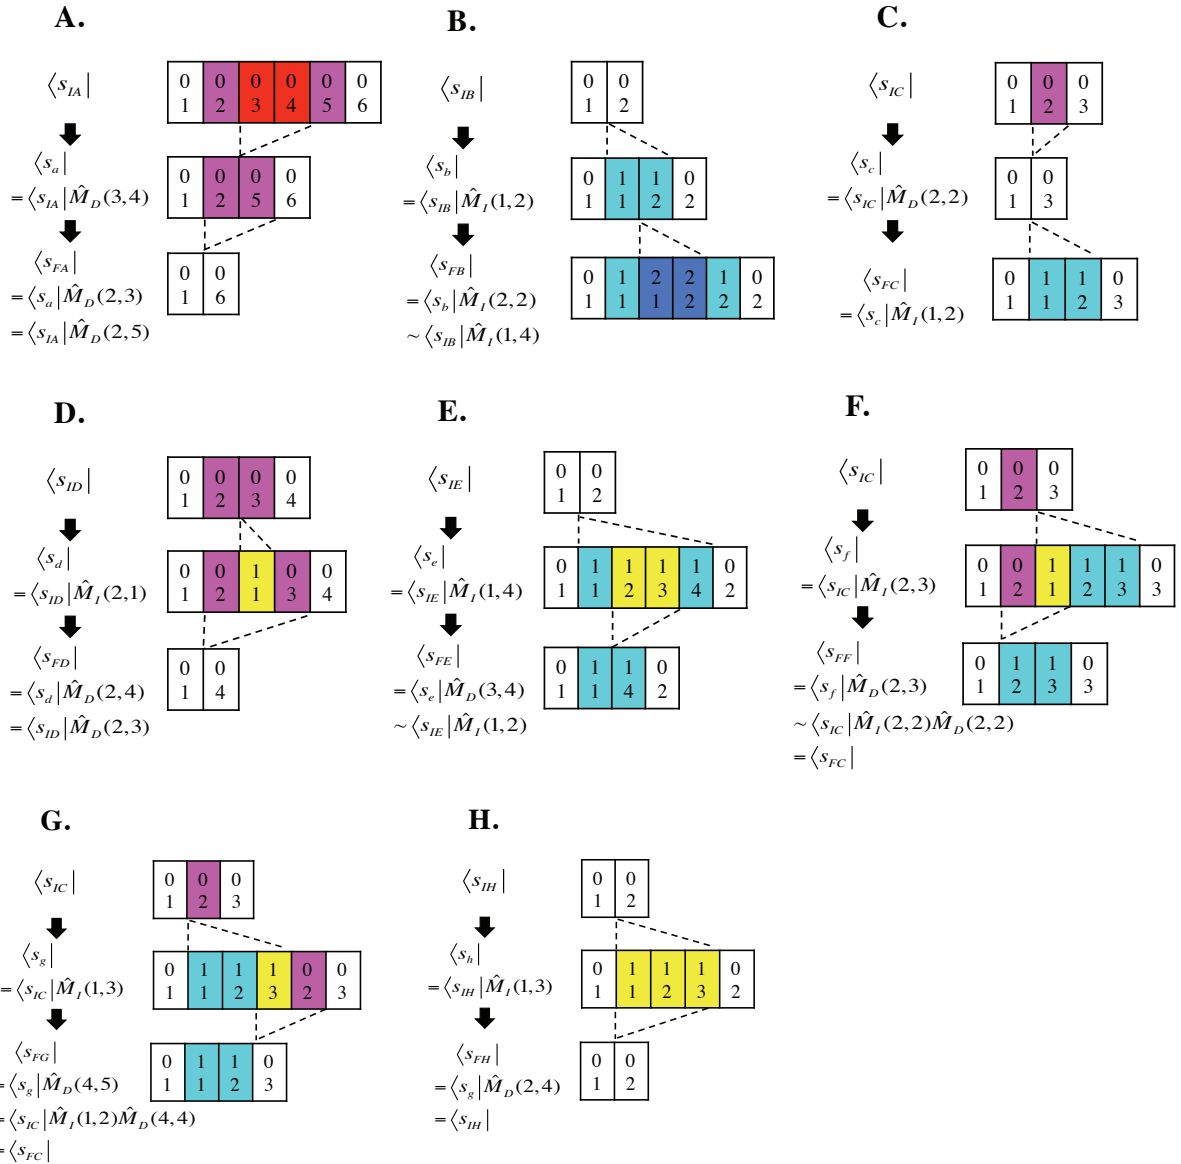 A.
⟨s_IA|
0 0 0 0 0 0
1 2 3 4 5 6
⟨s_a|
=⟨s_IA|M̂_D(3,4)
0 0 0 0
1 2 5 6
⟨s_FA|
=⟨s_a|M̂_D(2,3)
=⟨s_IA|M̂_D(2,5)
0 0
1 6
B.
⟨s_IB|
0 0
1 2
⟨s_b|
=⟨s_IB|M̂_I(1,2)
0 1 1 0
1 1 2 2
⟨s_FB|
=⟨s_b|M̂_I(2,2)
~⟨s_IB|M̂_I(1,4)
0 1 2 2 1 0
1 1 1 2 2 2
C.
⟨s_IC|
0 0 0
1 2 3
⟨s_c|
=⟨s_IC|M̂_D(2,2)
0 0
1 3
⟨s_FC|
=⟨s_c|M̂_I(1,2)
0 1 1 0
1 1 2 3
D.
⟨s_ID|
0 0 0 0
1 2 3 4
⟨s_d|
=⟨s_ID|M̂_I(2,1)
0 0 1 0 0
1 2 1 3 4
⟨s_FD|
=⟨s_d|M̂_D(2,4)
=⟨s_ID|M̂_D(2,3)
0 0
1 4
E.
⟨s_IE|
0 0
1 2
⟨s_e|
=⟨s_IE|M̂_I(1,4)
0 1 1 1 1 0
1 1 2 3 4 2
⟨s_FE|
=⟨s_e|M̂_D(3,4)
~⟨s_IE|M̂_I(1,2)
0 1 1 0
1 1 4 2
F.
⟨s_IC|
0 0 0
1 2 3
⟨s_f|
=⟨s_IC|M̂_I(2,3)
0 0 1 1 1 0
1 2 1 2 3 3
⟨s_FF|
=⟨s_f|M̂_D(2,3)
~⟨s_IC|M̂_I(2,2)M̂_D(2,2)
=⟨s_FC|
0 1 1 0
1 2 3 3
G.
⟨s_IC|
0 0 0
1 2 3
⟨s_g|
=⟨s_IC|M̂_I(1,3)
0 1 1 1 0 0
1 1 2 3 2 3
⟨s_FG|
=⟨s_g|M̂_D(4,5)
=⟨s_IC|M̂_I(1,2)M̂_D(4,4)
=⟨s_FC|
0 1 1 0
1 1 2 3
H.
⟨s_IH|
0 0
1 2
⟨s_h|
=⟨s_IH|M̂_I(1,3)
0 1 1 1 0
1 1 2 3 2
⟨s_FH|
=⟨s_g|M̂_D(2,4)
=⟨s_IH|
0 0
1 2